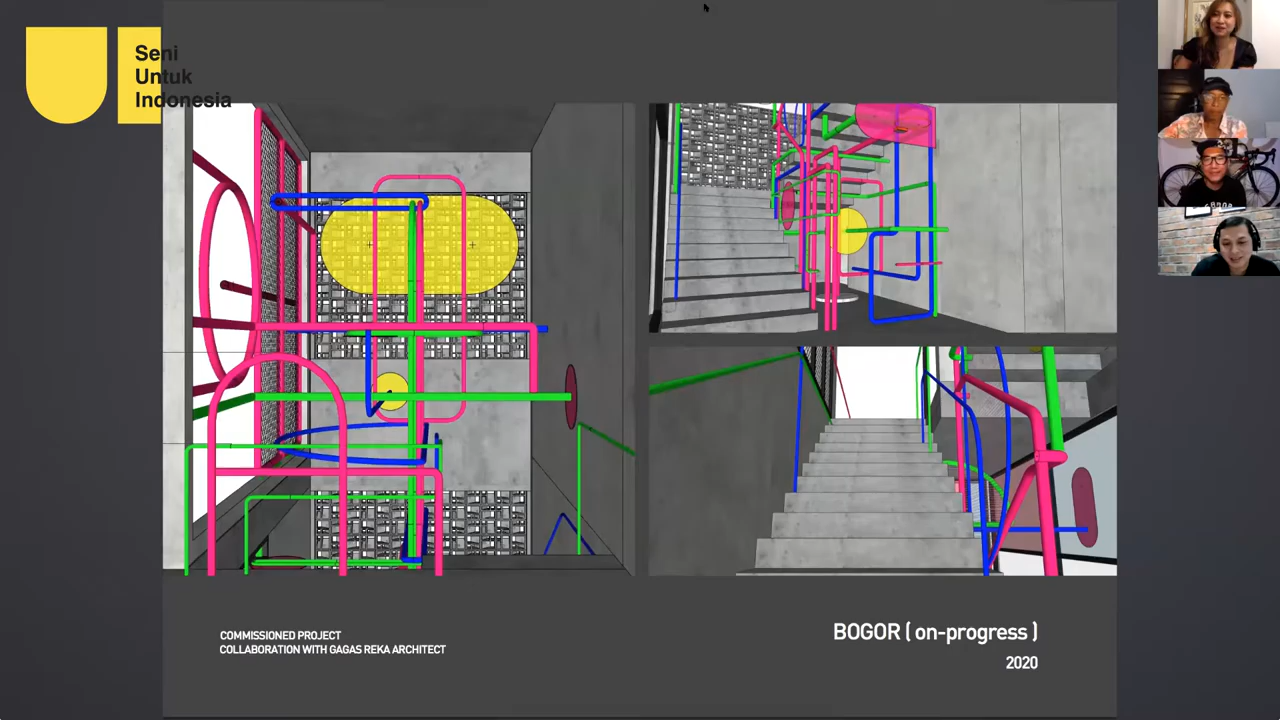 Seni
Untuk
Indonesia
COMMISSIONED PROJECT
COLLABORATION WITH GAGAS REKA ARCHITECT
BOGOR ( on-progress )
2020